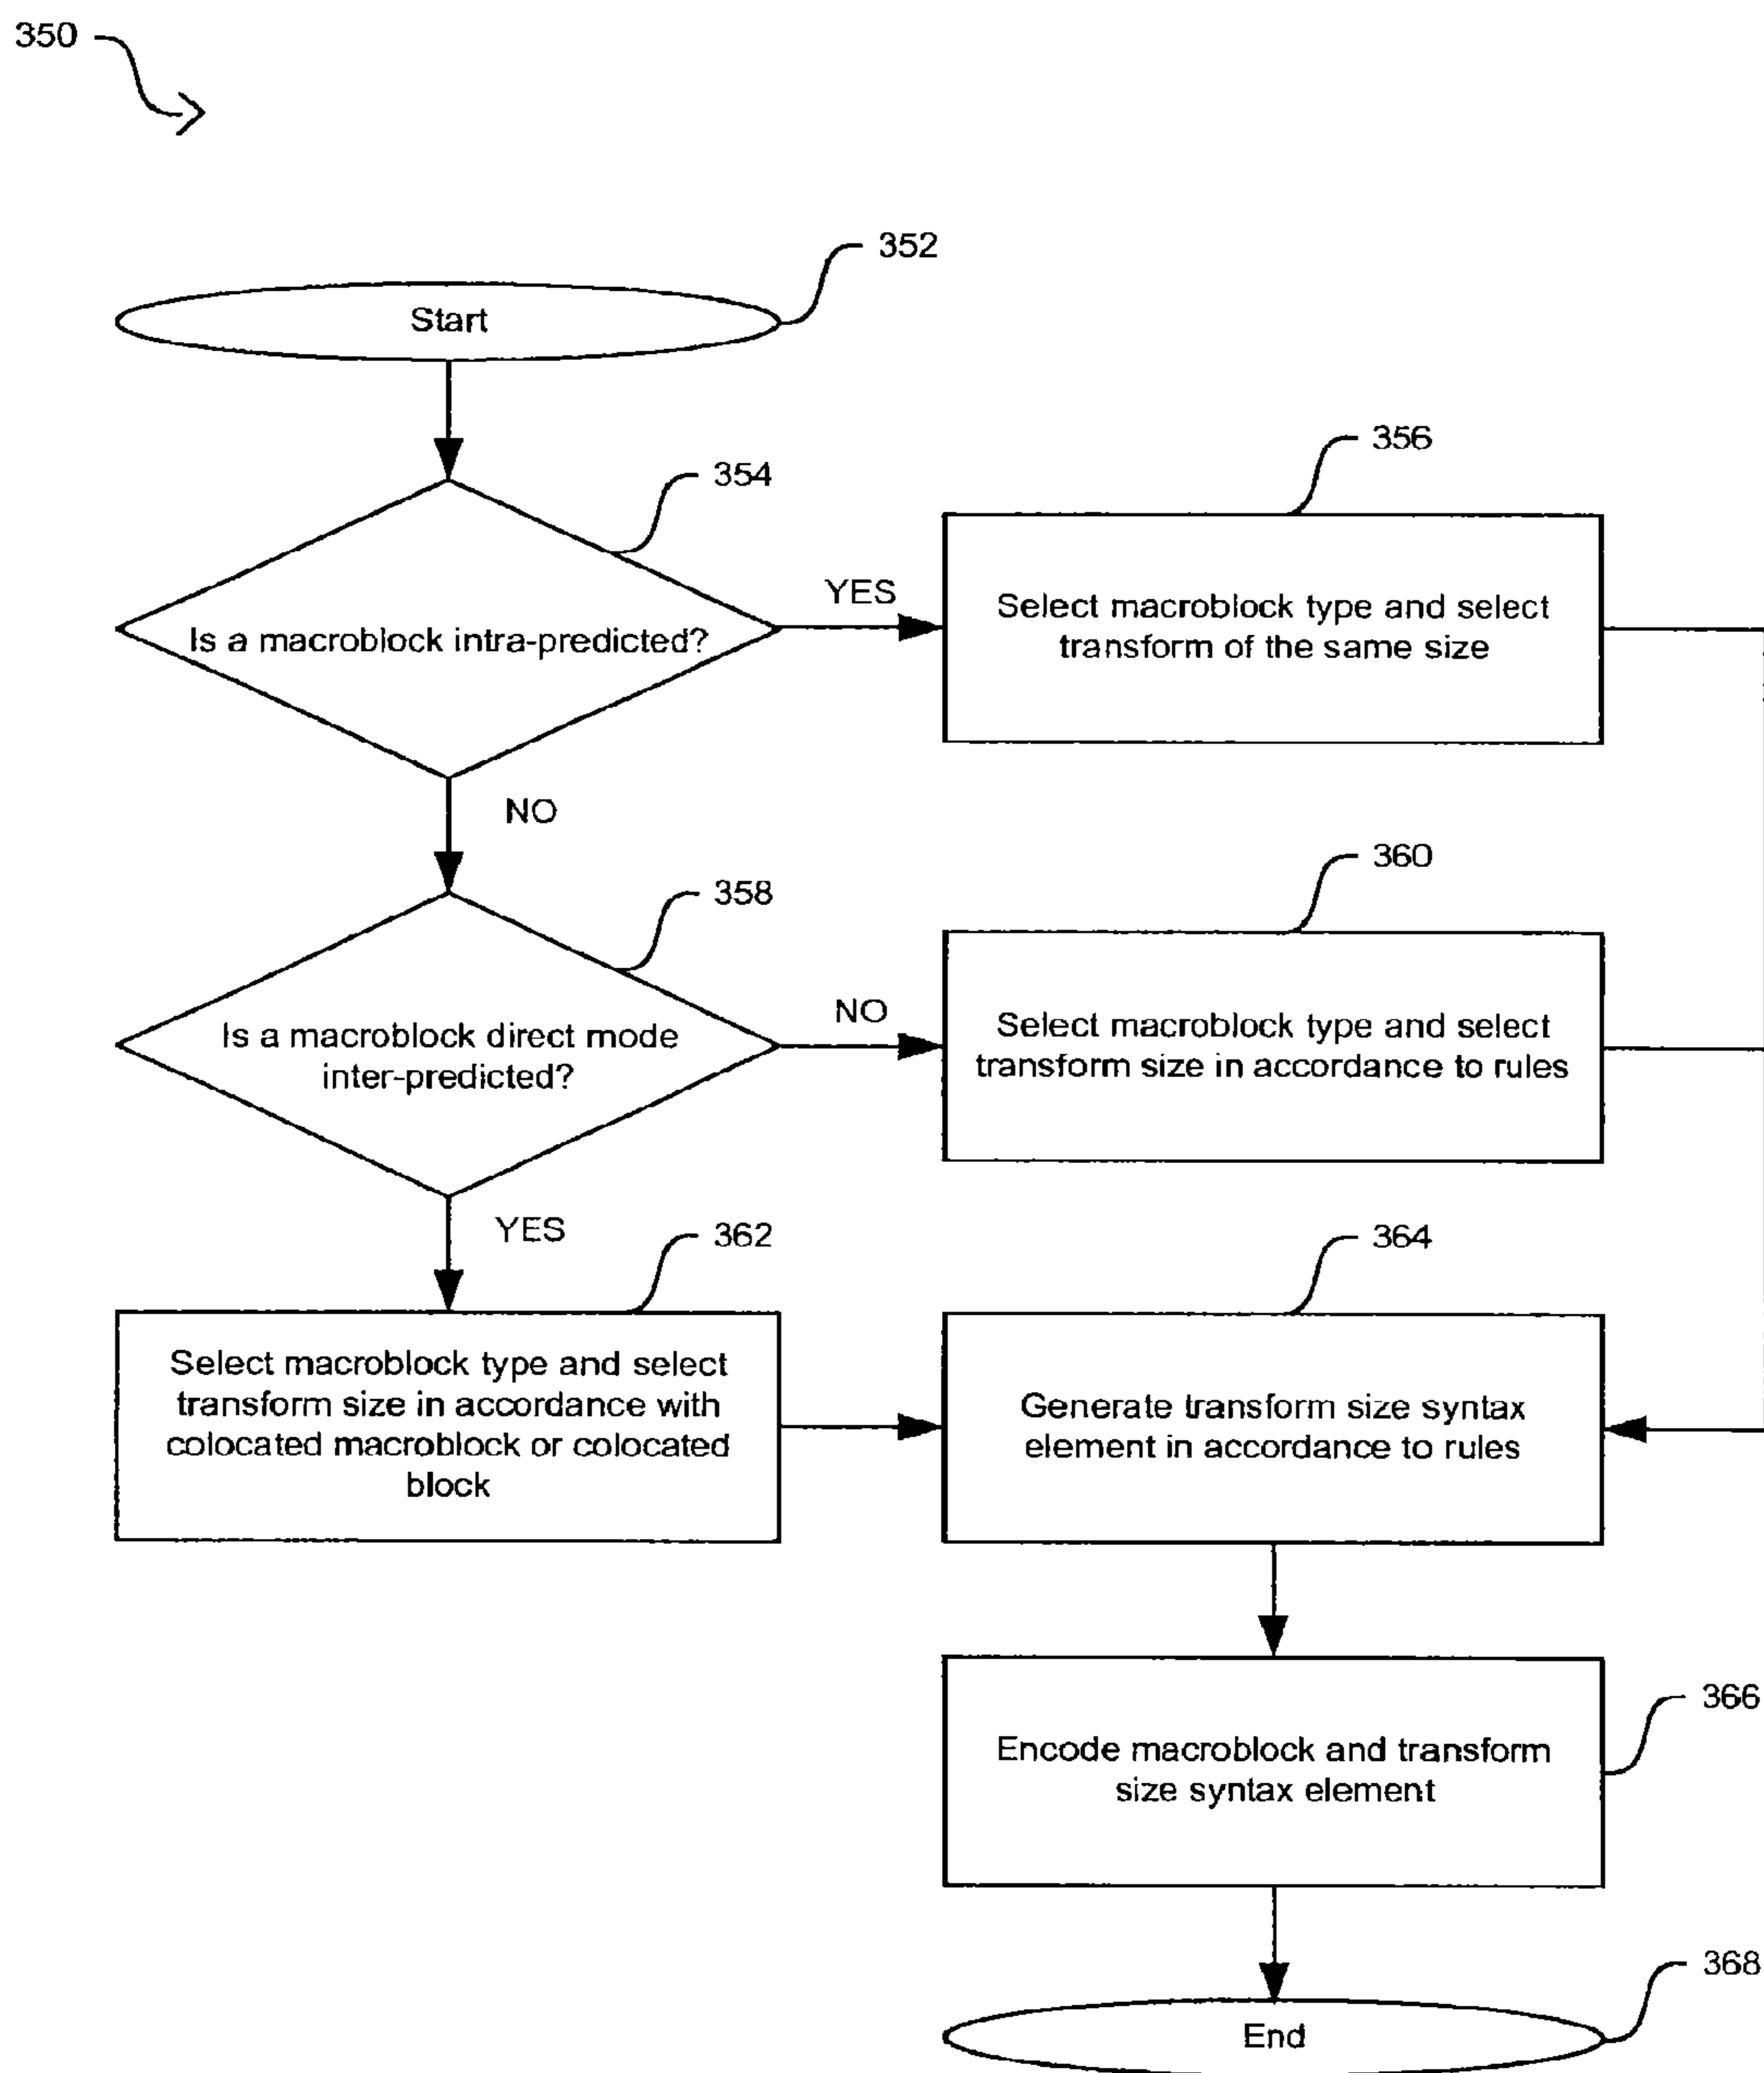 350
352
Start
354
356
YES
Select macroblock type and select
transform of the same size
Is a macroblock intra-predicted?
NO
358
360
NO
Is a macroblock direct mode
inter-predicted?
Select macroblock type and select
transform size in accordance to rules
YES
362
364
Select macroblock type and select
transform size in accordance with
colocated macroblock or colocated
block
Generate transform size syntax
element in accordance to rules
366
Encode macroblock and transform
size syntax element
368
End